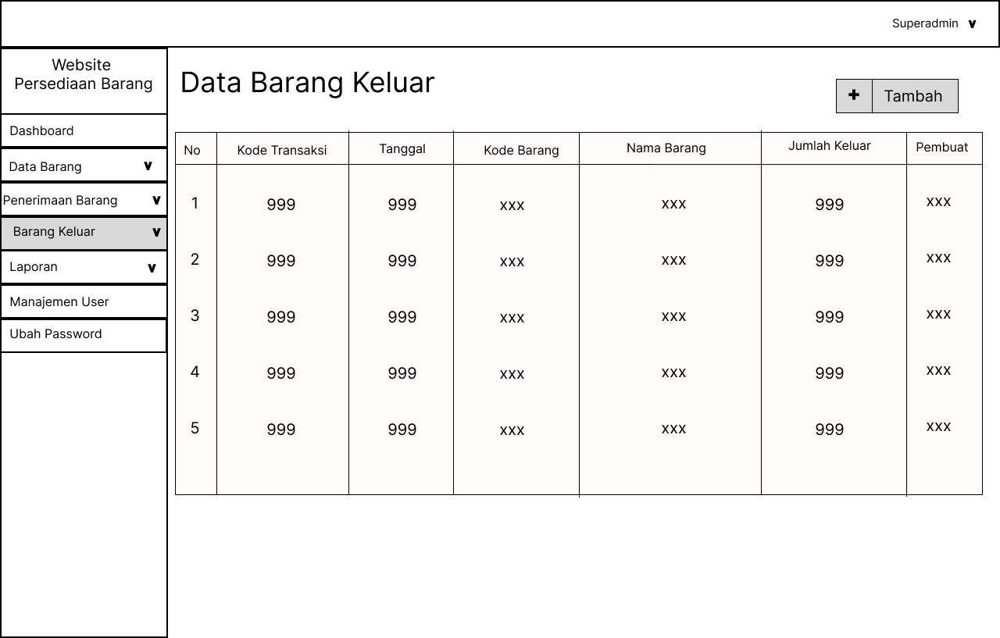 Superadmin v
Website
Persediaan Barang
Dashboard
Data Barang v
Penerimaan Barang v
Barang Keluar v
Laporan v
Manajemen User
Ubah Password
Data Barang Keluar
+ Tambah
No Kode Transaksi Tanggal Kode Barang Nama Barang Jumlah Keluar Pembuat
1 999 999 xxx xxx 999 xxx
2 999 999 xxx xxx 999 xxx
3 999 999 xxx xxx 999 xxx
4 999 999 xxx xxx 999 xxx
5 999 999 xxx xxx 999 xxx